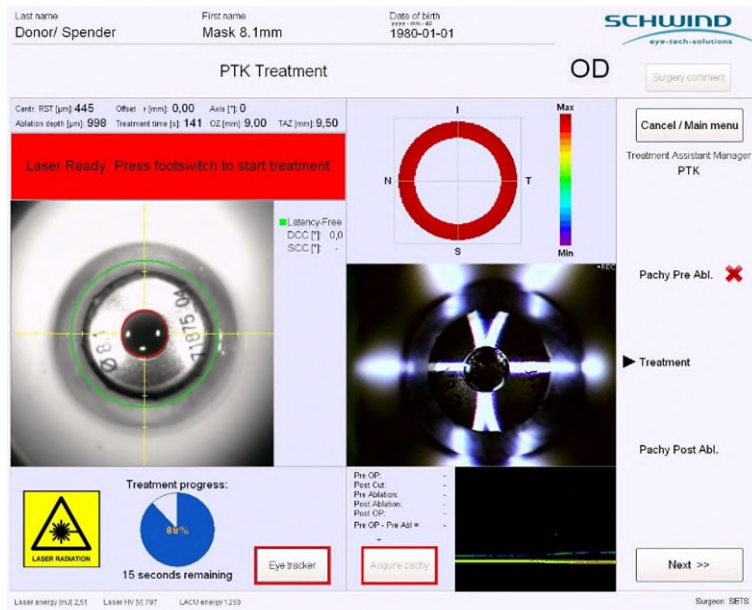 Last name First name Date of birth
yyyy - mm - dd
Donor/ Spender Mask 8.1mm 1980-01-01
SCHWIND
eye-tech-solutions
PTK Treatment OD
Surgery comment
Centr. RST [µm]: 445 Offset r [mm]: 0,00 Axis [°]: 0
Ablation depth [µm]: 998 Treatment time [s]: 141 OZ [mm]: 9,00 TAZ [mm]: 9,50
Laser Ready. Press footswitch to start treatment
Latency-Free
DCC [°]: 0,0
SCC [°]: -
I
N T
S
Max
Min
Cancel / Main menu
Treatment Assistant Manager
PTK
Pachy Pre Abl.
Treatment
Pachy Post Abl.
Next >>
Ø8.1
71875 0A
•REC
LASER RADIATION
Treatment progress:
89%
15 seconds remaining
Eye tracker
Pre OP: -
Post Cut: -
Pre Ablation: -
Post Ablation: -
Post OP: -
Pre OP - Pre Abl = -
-
Acquire pachy
Laser energy [mJ] 2,51 Laser HV [V] 797 LACU energy 1250
Surgeon: SETS